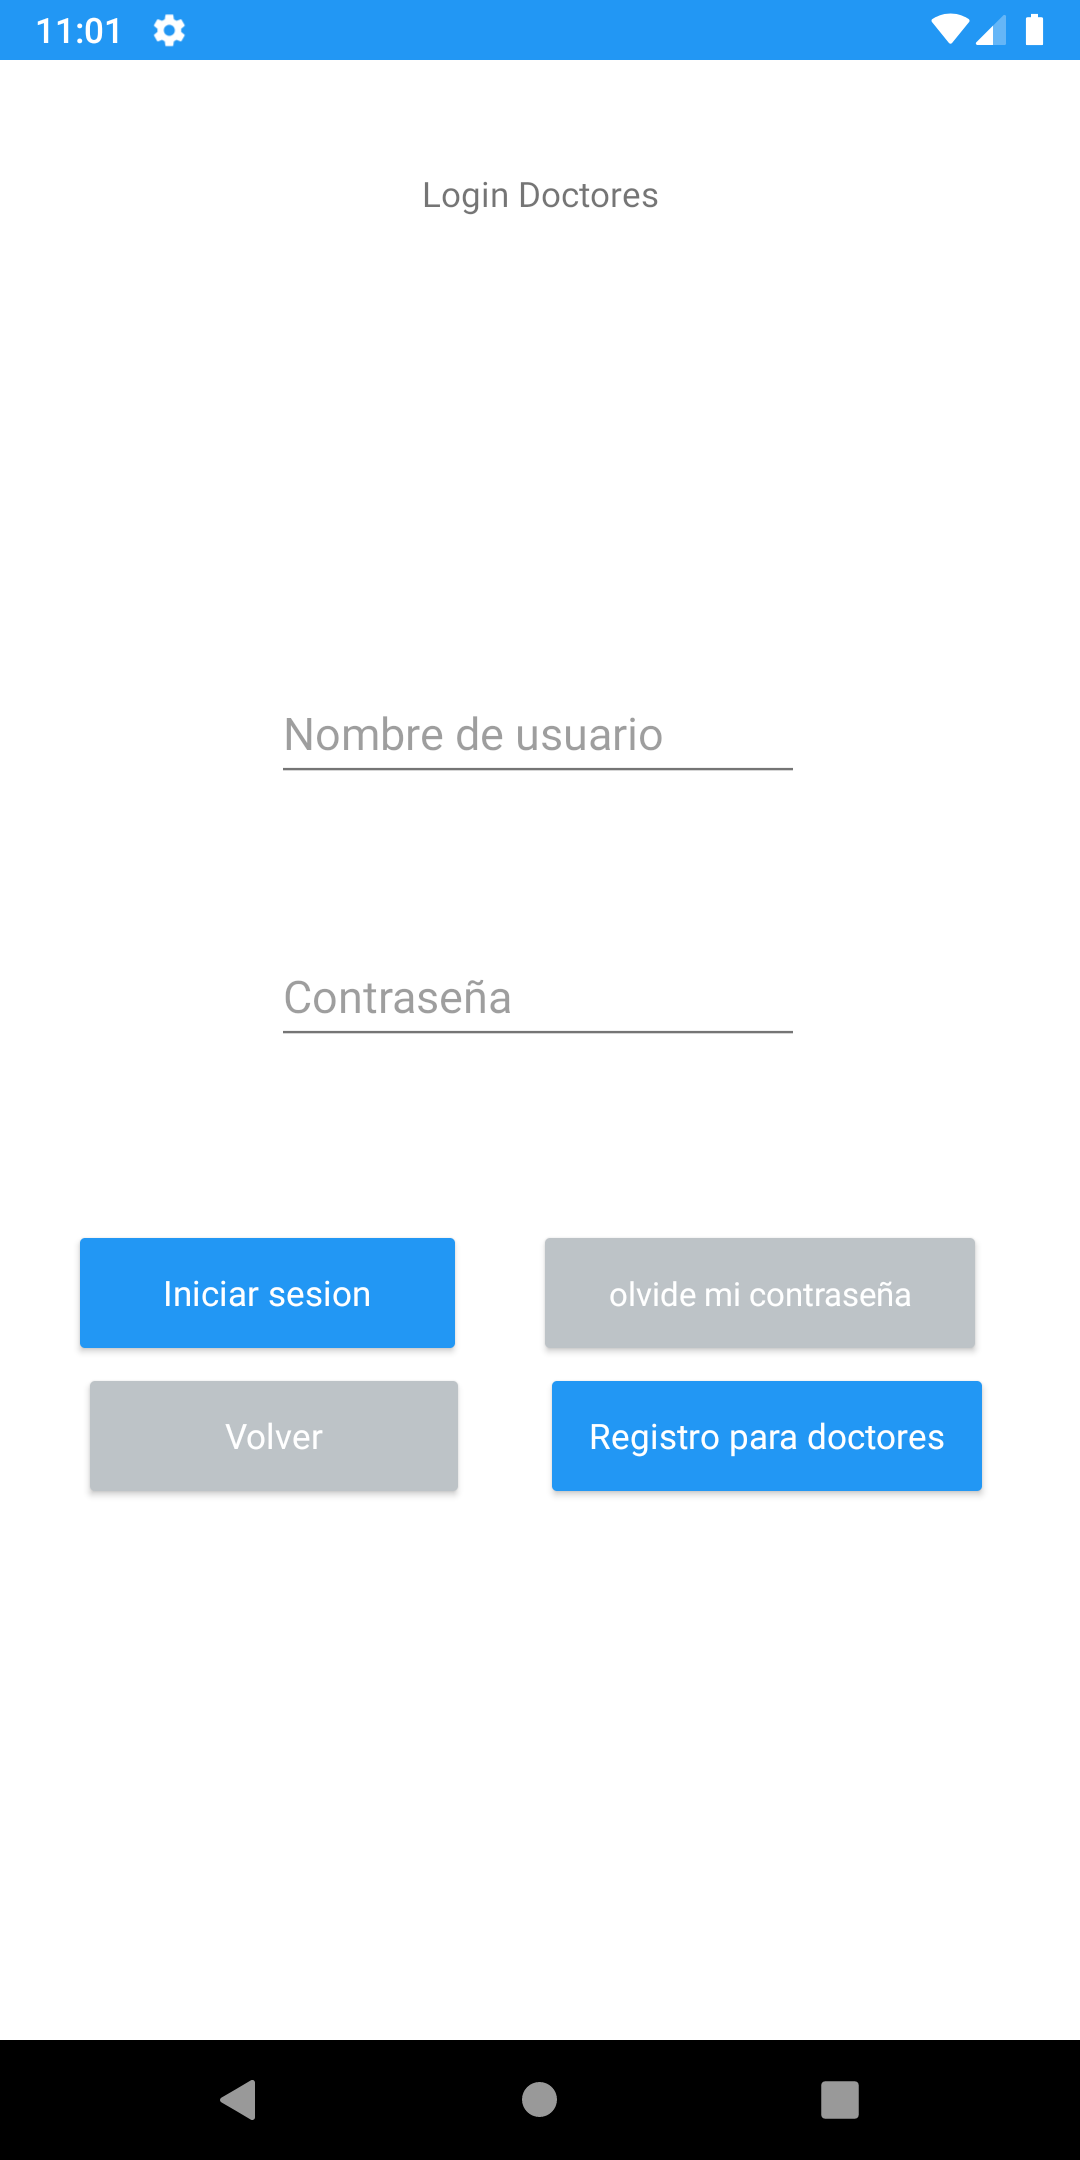 11:01
Login Doctores
Nombre de usuario
Contraseña
Iniciar sesion
olvide mi contraseña
Volver
Registro para doctores